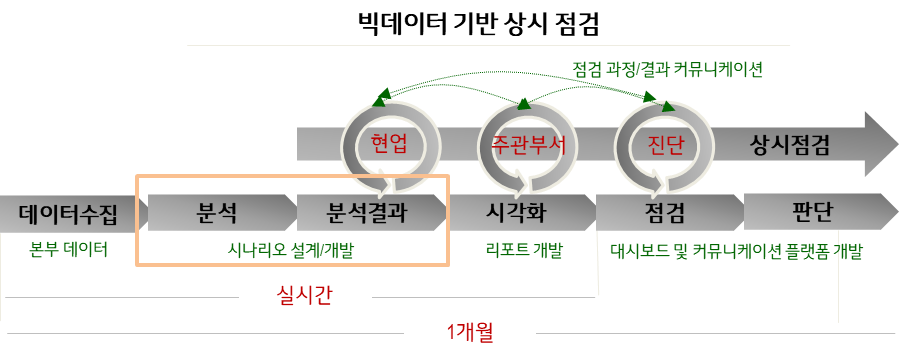 빅데이터 기반 상시 점검
점검 과정/결과 커뮤니케이션
현업 주관부서 진단 상시점검
데이터수집 분석 분석결과 시각화 점검 판단
본부 데이터 시나리오 설계/개발 리포트 개발 대시보드 및 커뮤니케이션 플랫폼 개발
실시간
1개월